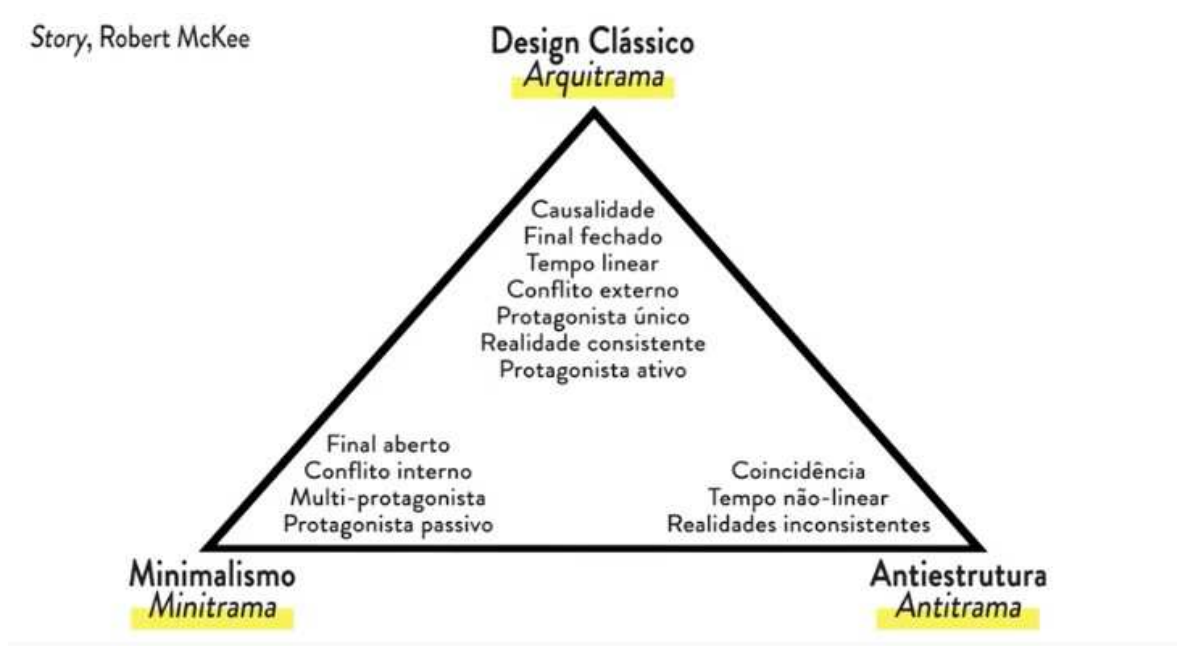 Story, Robert McKee
Design Clássico
Arquitrama
Causalidade
Final fechado
Tempo linear
Conflito externo
Protagonista único
Realidade consistente
Protagonista ativo
Final aberto
Conflito interno
Multi-protagonista
Protagonista passivo
Coincidência
Tempo não-linear
Realidades inconsistentes
Minimalismo
Minitrama
Antiestrutura
Antitrama